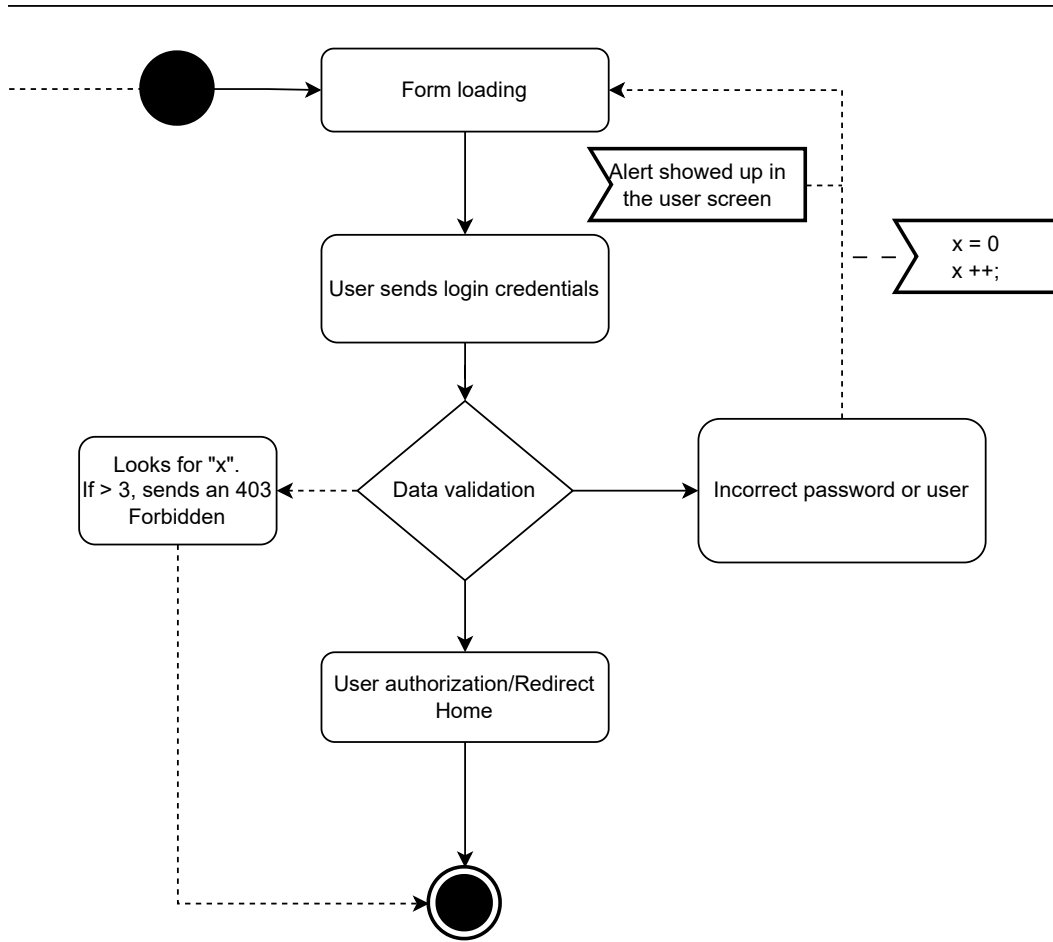 Form loading
Alert showed up in
the user screen
x = 0
x ++;
User sends login credentials
Looks for "x".
If > 3, sends an 403
Forbidden
Data validation
Incorrect password or user
User authorization/Redirect
Home